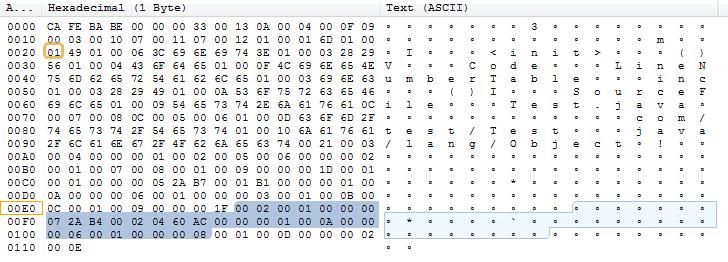 A... Hexadecimal (1 Byte) Text (ASCII)
0000 CA FE BA BE 00 00 00 33 00 13 0A 00 04 00 0F 09 ° ° ° ° ° ° ° 3 ° ° ° ° ° ° ° °
0010 00 03 00 10 07 00 11 07 00 12 01 00 01 6D 01 00 ° ° ° ° ° ° ° ° ° ° ° ° ° m ° °
0020 01 49 01 00 06 3C 69 6E 69 74 3E 01 00 03 28 29 ° I ° ° ° < i n i t > ° ° ° ( )
0030 56 01 00 04 43 6F 64 65 01 00 0F 4C 69 6E 65 4E V ° ° ° C o d e ° ° ° L i n e N
0040 75 6D 62 65 72 54 61 62 6C 65 01 00 03 69 6E 63 u m b e r T a b l e ° ° ° i n c
0050 01 00 03 28 29 49 01 00 0A 53 6F 75 72 63 65 46 ° ° ° ( ) I ° ° ° S o u r c e F
0060 69 6C 65 01 00 09 54 65 73 74 2E 6A 61 76 61 0C i l e ° ° ° T e s t . j a v a °
0070 00 07 00 08 0C 00 05 00 06 01 00 0D 63 6F 6D 2F ° ° ° ° ° ° ° ° ° ° ° ° c o m /
0080 74 65 73 74 2F 54 65 73 74 01 00 10 6A 61 76 61 t e s t / T e s t ° ° ° j a v a
0090 2F 6C 61 6E 67 2F 4F 62 6A 65 63 74 00 21 00 03 / l a n g / O b j e c t ° ! ° °
00A0 00 04 00 00 00 01 00 02 00 05 00 06 00 00 00 02 ° ° ° ° ° ° ° ° ° ° ° ° ° ° ° °
00B0 00 01 00 07 00 08 00 01 00 09 00 00 00 1D 00 01 ° ° ° ° ° ° ° ° ° ° ° ° ° ° ° °
00C0 00 01 00 00 00 05 2A B7 00 01 B1 00 00 00 01 00 ° ° ° ° ° ° * ° ° ° ° ° ° ° ° °
00D0 0A 00 00 00 06 00 01 00 00 00 03 00 01 00 0B 00 ° ° ° ° ° ° ° ° ° ° ° ° ° ° ° °
00E0 0C 00 01 00 09 00 00 00 1F 00 02 00 01 00 00 00 ° ° ° ° ° ° ° ° ° ° ° ° ° ° ° °
00F0 07 2A B4 00 02 04 60 AC 00 00 00 01 00 0A 00 00 ° * ° ° ° ° ` ° ° ° ° ° ° ° ° °
0100 00 06 00 01 00 00 00 08 00 01 00 0D 00 00 00 02 ° ° ° ° ° ° ° ° ° ° ° ° ° ° ° °
0110 00 0E ° °